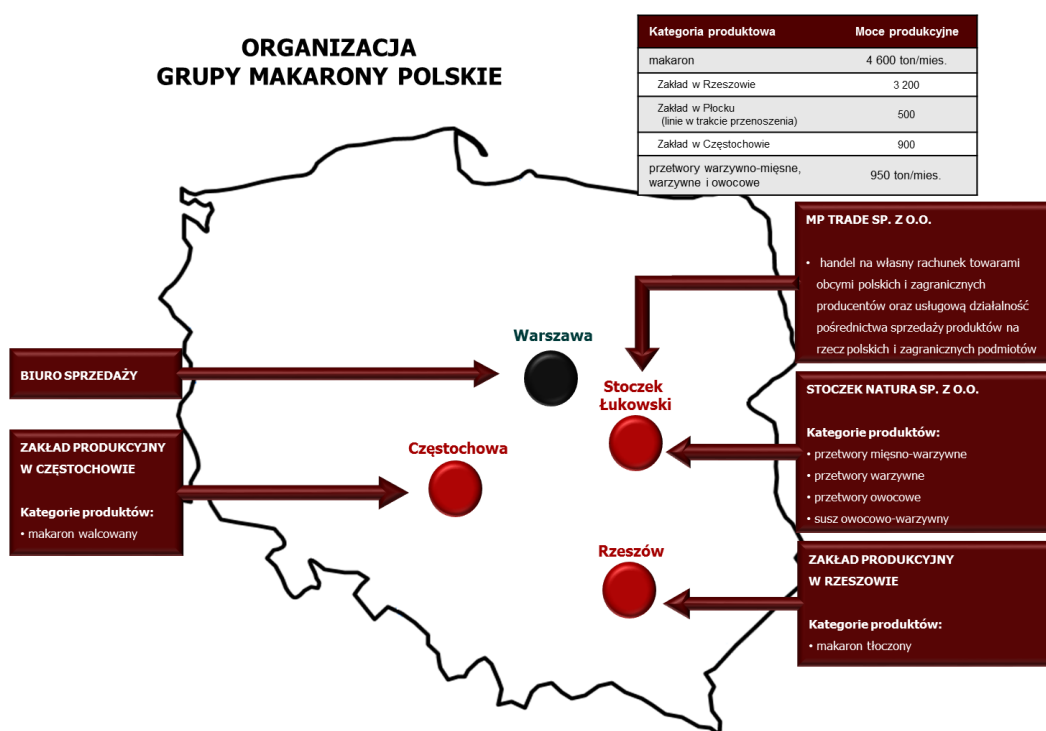 ORGANIZACJA
GRUPY MAKARONY POLSKIE
Kategoria produktowa Moce produkcyjne
makaron 4 600 ton/mies.
Zakład w Rzeszowie 3 200
Zakład w Płocku
(linie w trakcie przenoszenia) 500
Zakład w Częstochowie 900
przetwory warzywno-mięsne,
warzywne i owocowe 950 ton/mies.
MP TRADE SP. Z O.O.
• handel na własny rachunek towarami
obcymi polskich i zagranicznych
producentów oraz usługową działalność
pośrednictwa sprzedaży produktów na
rzecz polskich i zagranicznych podmiotów
Warszawa
BIURO SPRZEDAŻY
Stoczek
Łukowski
STOCZEK NATURA SP. Z O.O.
Kategorie produktów:
• przetwory mięsno-warzywne
• przetwory warzywne
• przetwory owocowe
• susz owocowo-warzywny
ZAKŁAD PRODUKCYJNY
W CZĘSTOCHOWIE
Kategorie produktów:
• makaron walcowany
Częstochowa
Rzeszów
ZAKŁAD PRODUKCYJNY
W RZESZOWIE
Kategorie produktów:
• makaron tłoczony